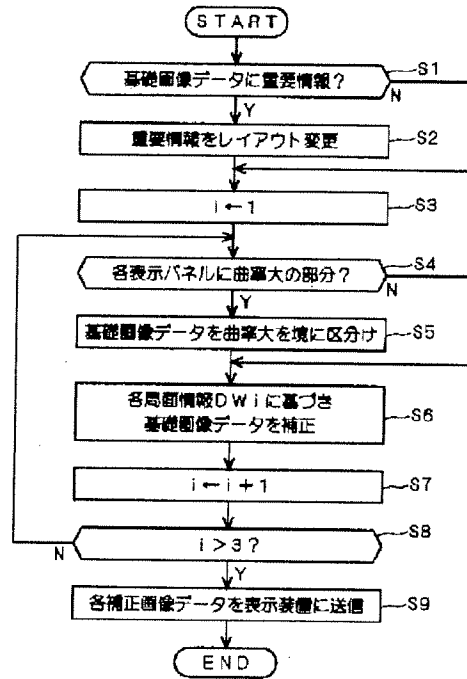 START
基礎画像データに重要情報?
S1
N
Y
重要情報をレイアウト変更
S2
i←1
S3
各表示パネルに曲率大の部分?
S4
N
Y
基礎画像データを曲率大を境に区分け
S5
各局面情報DWiに基づき
基礎画像データを補正
S6
i←i+1
S7
i>3?
S8
N
Y
各補正画像データを表示装置に送信
S9
END